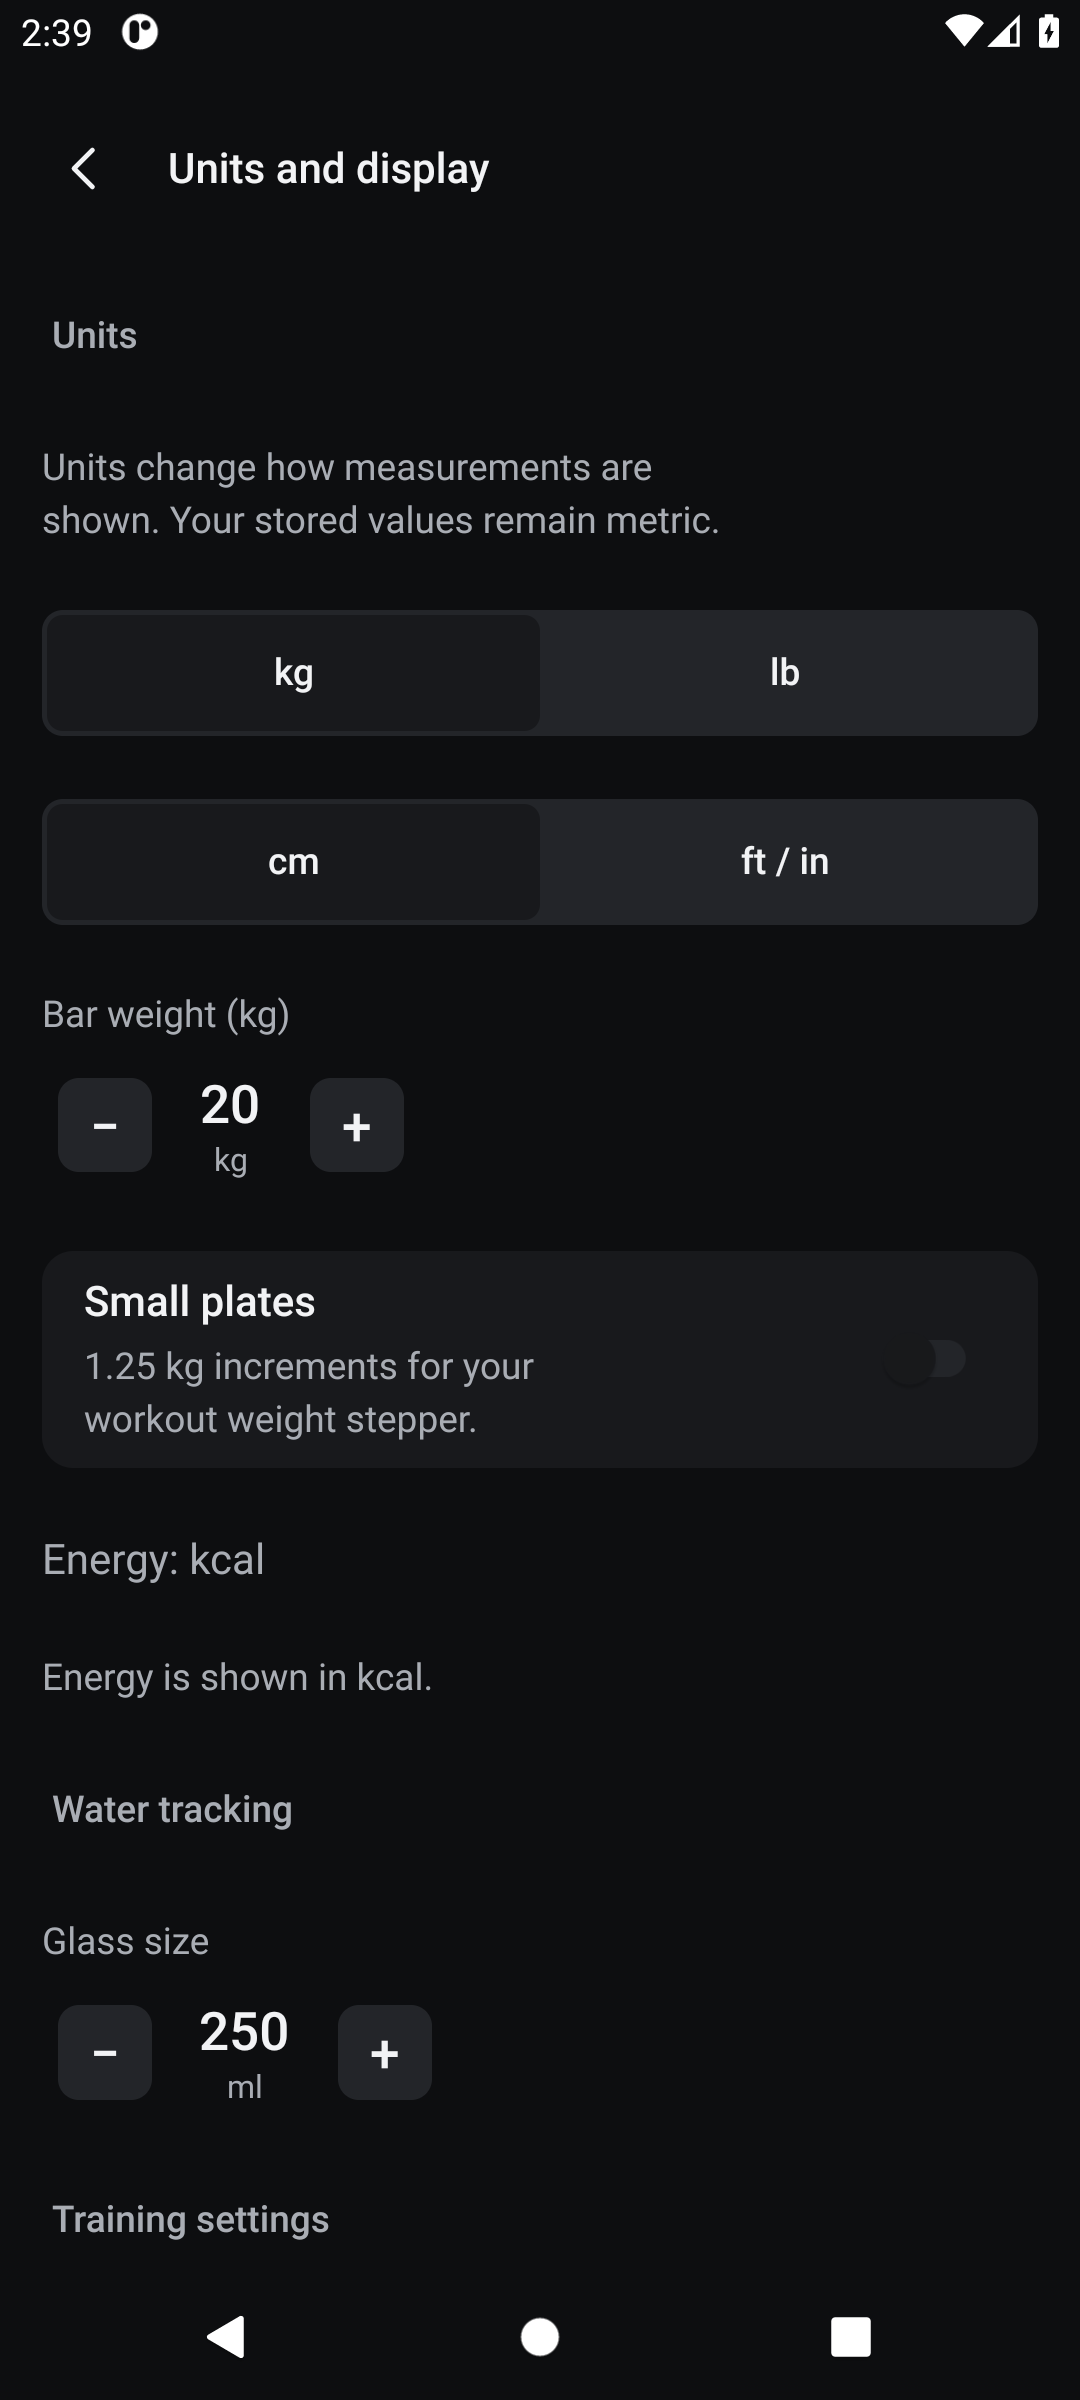 2:39
Units and display
Units
Units change how measurements are
shown. Your stored values remain metric.
kg
lb
cm
ft / in
Bar weight (kg)
−
20
kg
+
Small plates
1.25 kg increments for your
workout weight stepper.
Energy: kcal
Energy is shown in kcal.
Water tracking
Glass size
−
250
ml
+
Training settings